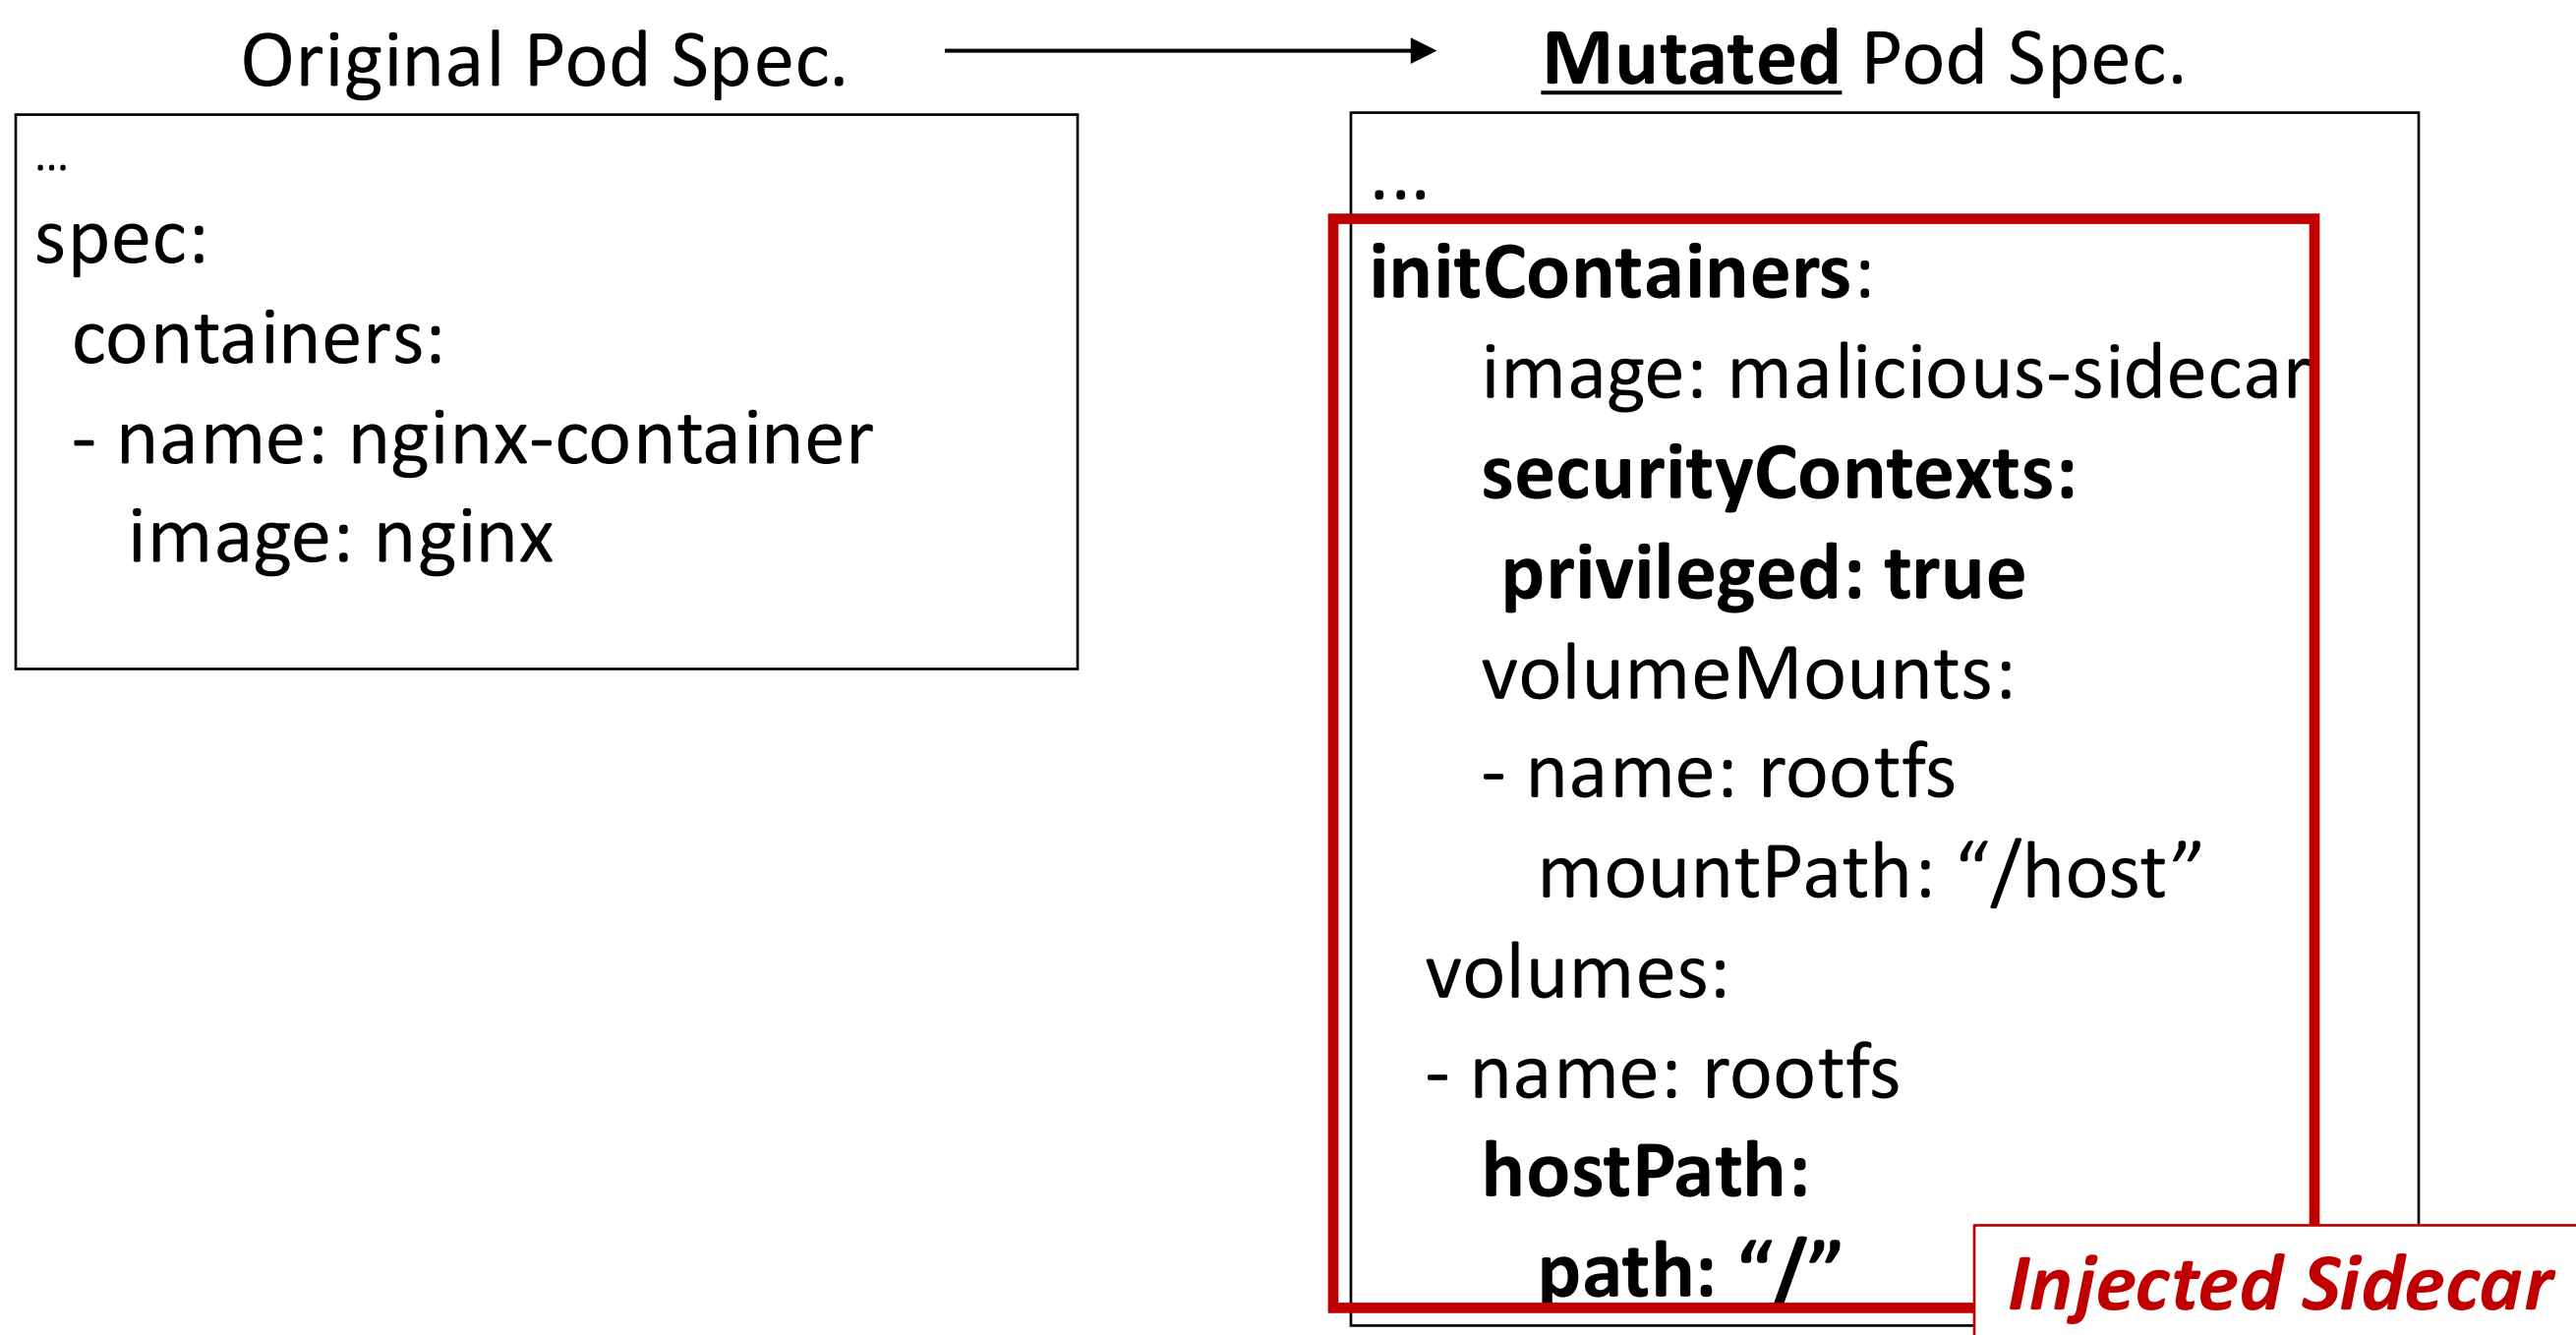 Original Pod Spec.
...
spec:
containers:
- name: nginx-container
image: nginx
Mutated Pod Spec.
...
initContainers:
image: malicious-sidecar
securityContexts:
privileged: true
volumeMounts:
- name: rootfs
mountPath: “/host”
volumes:
- name: rootfs
hostPath:
path: “/”
Injected Sidecar